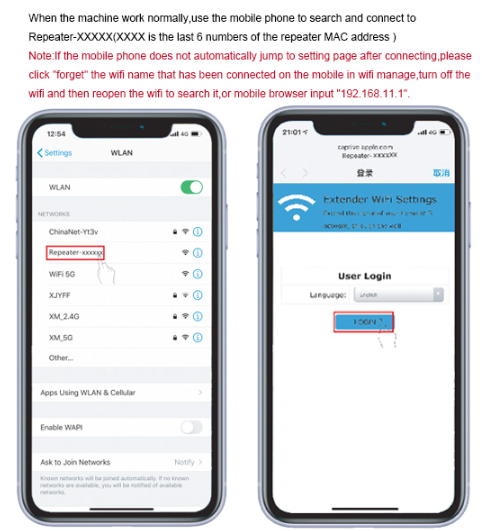 When the machine work normally,use the mobile phone to search and connect to
Repeater-XXXXX(XXXX is the last 6 numbers of the repeater MAC address )
Note:If the mobile phone does not automatically jump to setting page after connecting,please
click "forget" the wifi name that has been connected on the mobile in wifi manage,turn off the
wifi and then reopen the wifi to search it,or mobile browser input "192.168.11.1".
12:54
4G
Settings
WLAN
WLAN
NETWORKS
ChinaNet-Yt3v
Repeater-xxxxxx
WiFi 5G
XJYFF
XM_2.4G
XM_5G
Other...
Apps Using WLAN & Cellular
Enable WAPI
Ask to Join Networks
Notify
Known networks will be joined automatically. If no known
networks are available, you will be notified of available
networks.
21:01
4G
captive.apple.com
Repeater-XXXXXX
登录
取消
Extender WiFi Settings
User Login
Language:
English
LOGIN